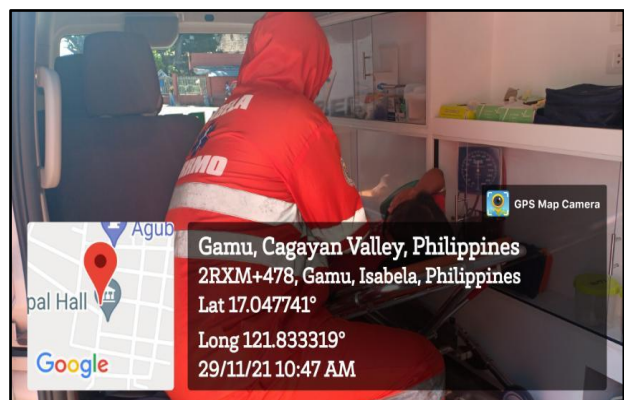 GPS Map Camera
Agub
pal Hall
Google
Gamu, Cagayan Valley, Philippines
2RXM+478, Gamu, Isabela, Philippines
Lat 17.047741°
Long 121.833319°
29/11/21 10:47 AM